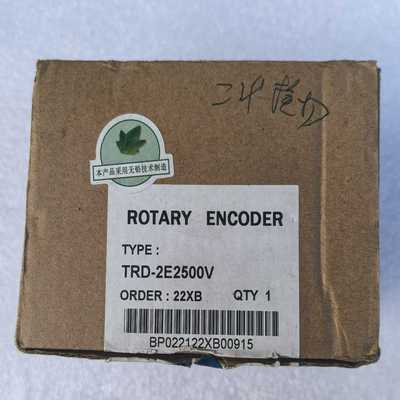 本产品采用无铅技术制造
ROTARY ENCODER
TYPE :
TRD-2E2500V
ORDER : 22XB QTY 1
BP022122XB00915